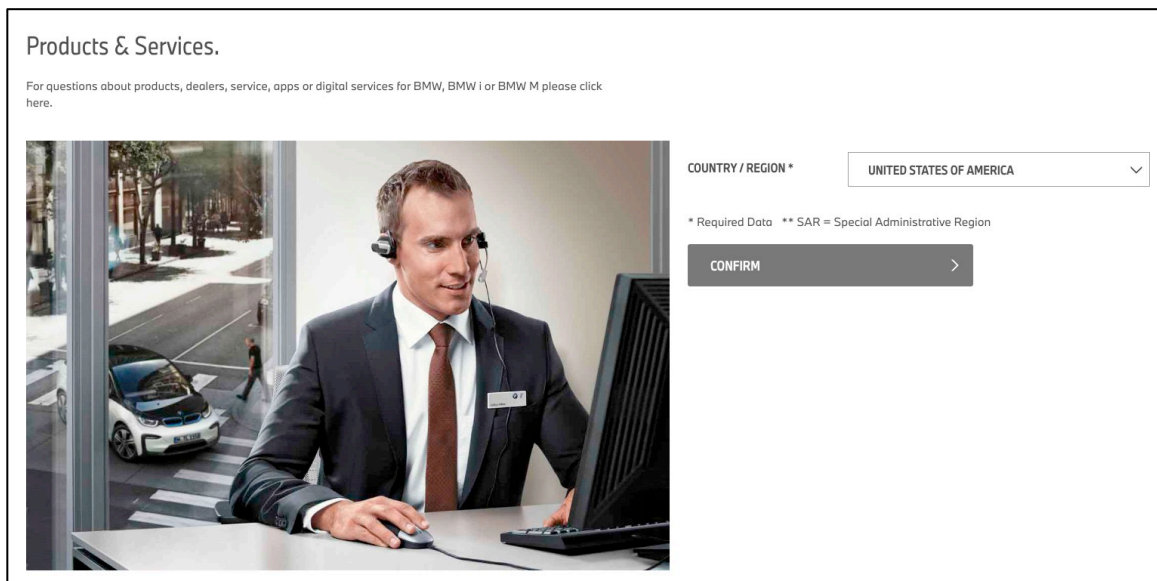 Products & Services.
For questions about products, dealers, service, apps or digital services for BMW, BMW i or BMW M please click
here.
COUNTRY / REGION *
UNITED STATES OF AMERICA
* Required Data ** SAR = Special Administrative Region
CONFIRM